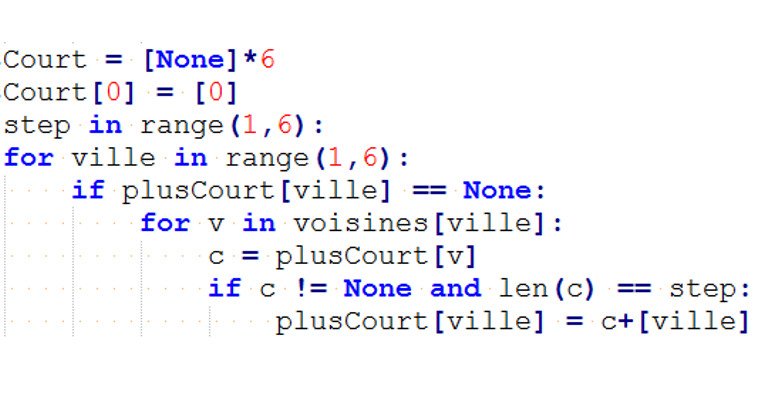 Court = [None]*6
Court[0] = [0]
step in range(1,6):
for ville in range(1,6):
if plusCourt[ville] == None:
for v in voisines[ville]:
c = plusCourt[v]
if c != None and len(c) == step:
plusCourt[ville] = c+[ville]